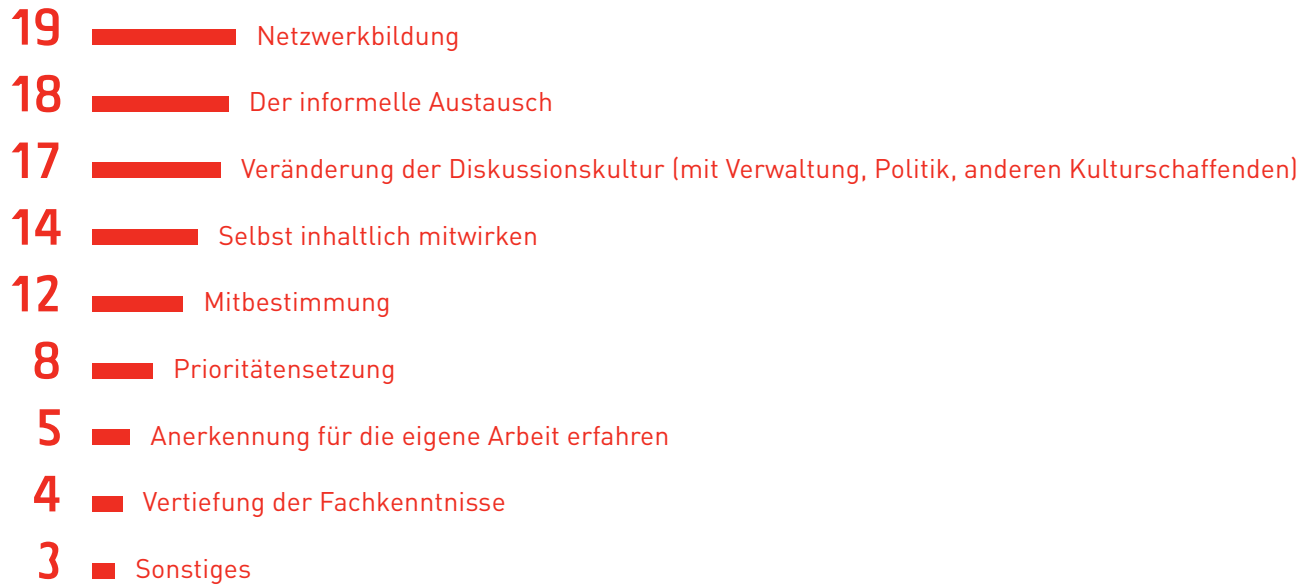 19 Netzwerkbildung
18 Der informelle Austausch
17 Veränderung der Diskussionskultur (mit Verwaltung, Politik, anderen Kulturschaffenden)
14 Selbst inhaltlich mitwirken
12 Mitbestimmung
8 Prioritätensetzung
5 Anerkennung für die eigene Arbeit erfahren
4 Vertiefung der Fachkenntnisse
3 Sonstiges